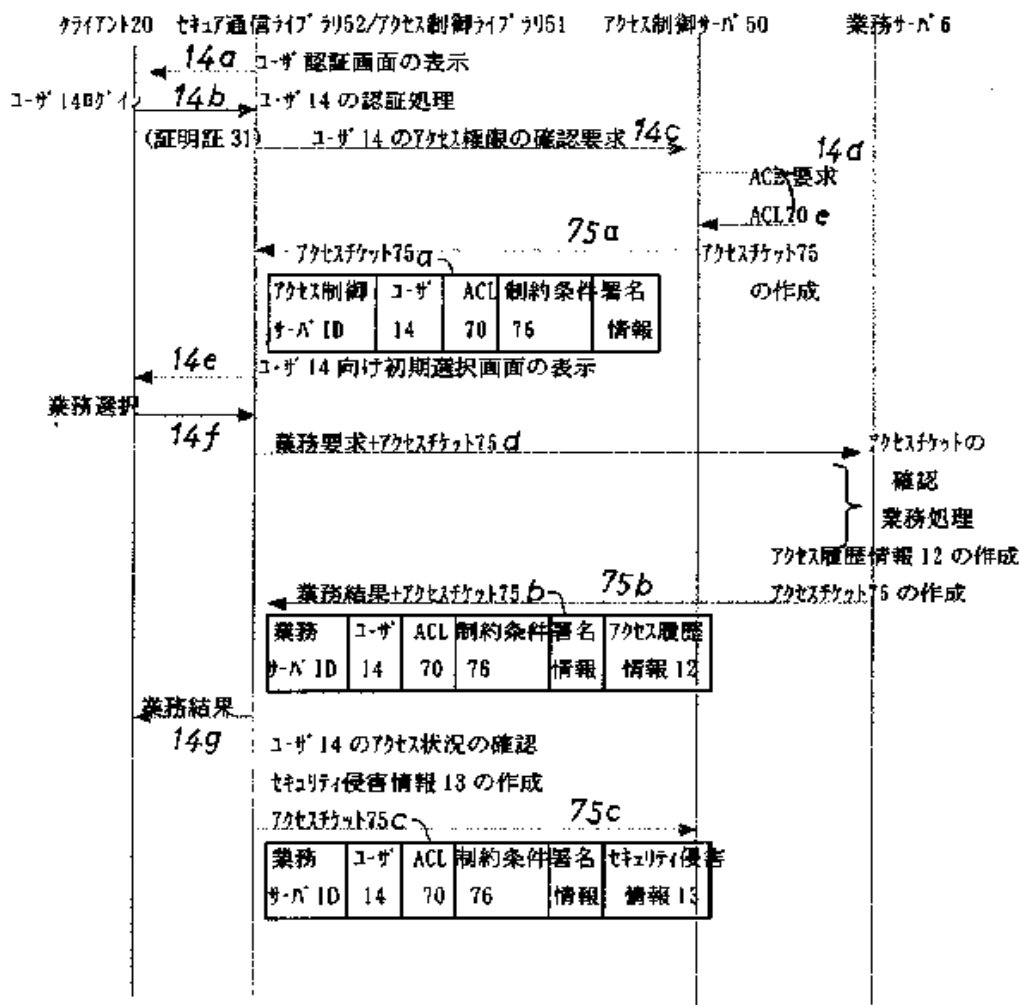 クライアント20 セキュア通信ライブラリ52/アクセス制御ライブラリ51 アクセス制御サーバ50 業務サーバ6
14a ユーザ認証画面の表示
ユーザ14ログイン 14b ユーザ14の認証処理
(証明証31) ユーザ14のアクセス権限の確認要求 14c
14d
要求
ACL70 e
75a
アクセスチケット75a アクセスチケット75
の作成
アクセス制御 ユーザ ACL 制約条件 署名
サーバID 14 70 76 情報
14e ユーザ14向け初期選択画面の表示
業務選択
14f 業務要求+アクセスチケット75d アクセスチケットの
確認
業務処理
アクセス履歴情報12の作成
業務結果+アクセスチケット75b 75b アクセスチケット75の作成
業務 ユーザ ACL 制約条件 署名 アクセス履歴
サーバID 14 70 76 情報 情報12
業務結果
14g ユーザ14のアクセス状況の確認
セキュリティ侵害情報13の作成
アクセスチケット75c 75c
業務 ユーザ ACL 制約条件 署名 セキュリティ侵害
サーバID 14 70 76 情報 情報13